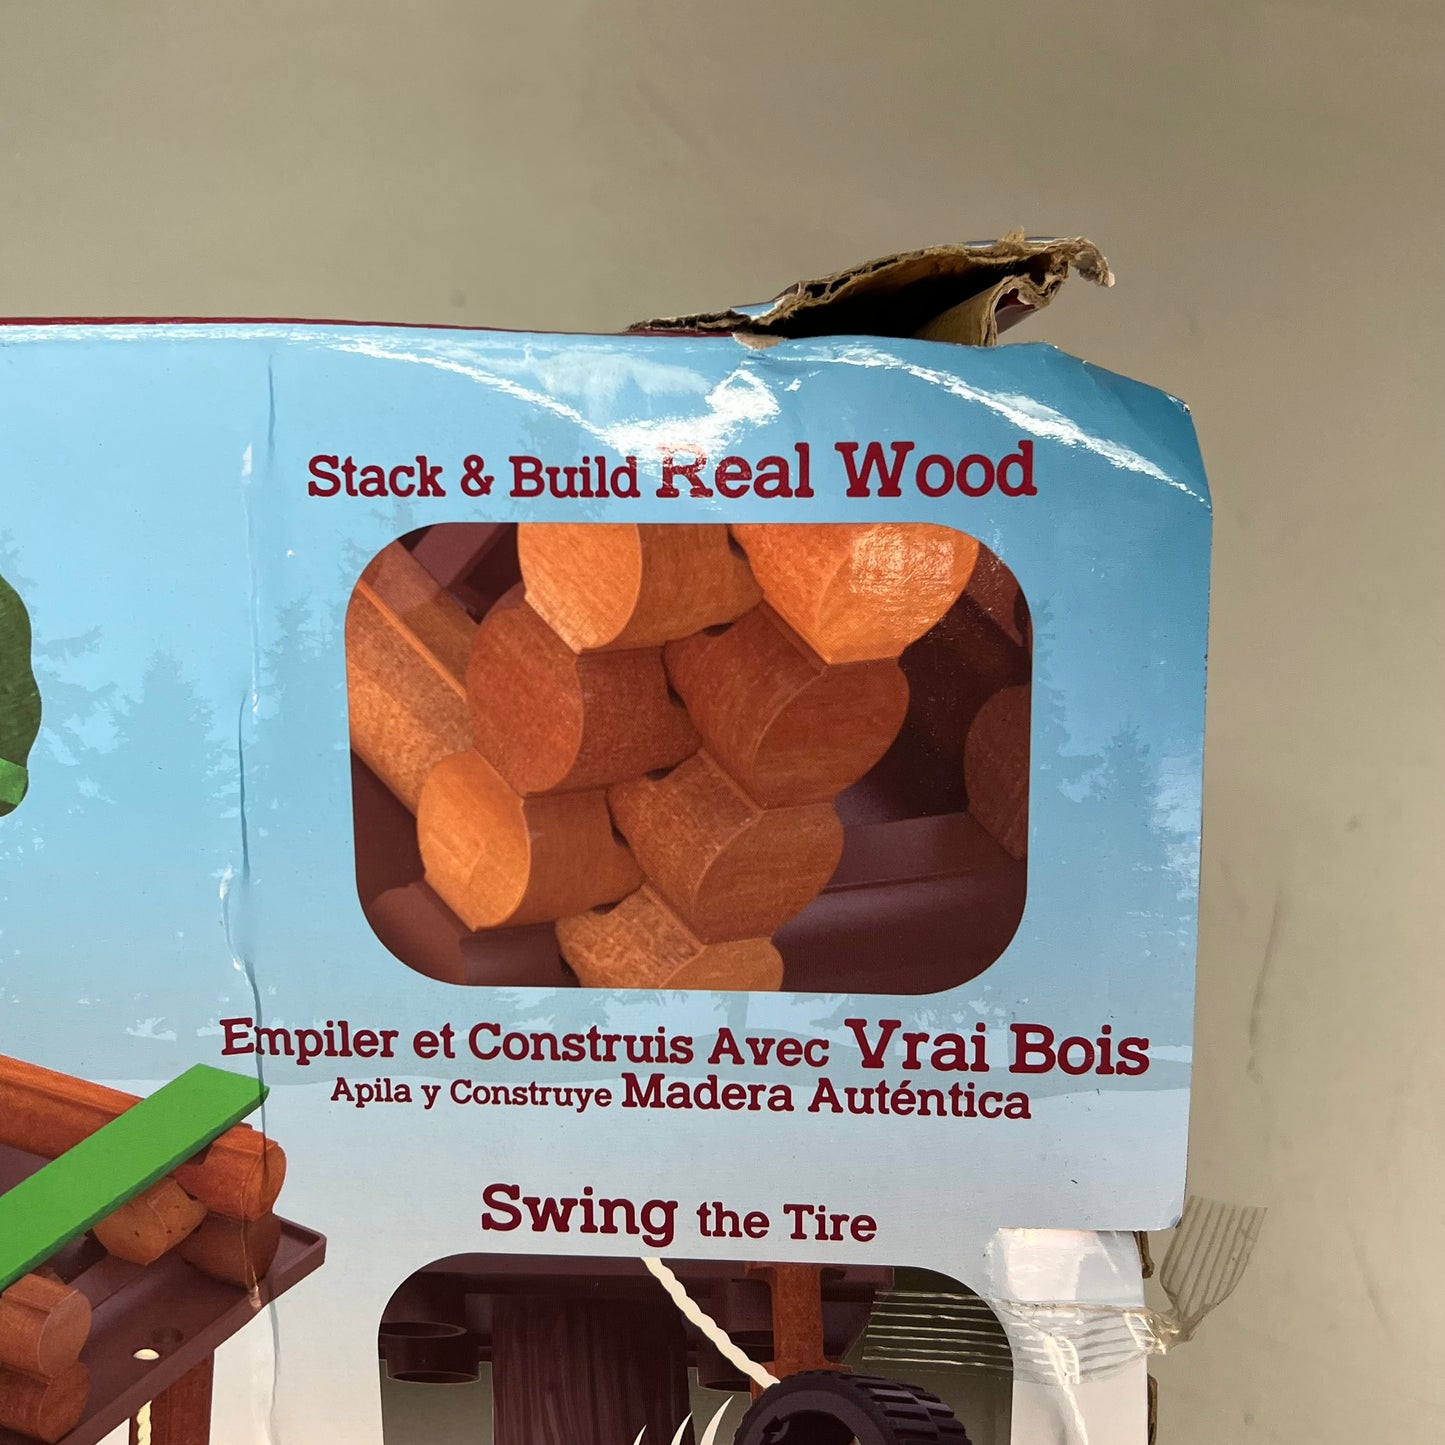 Stack & Build Real Wood
Empiler et Construis Avec Vrai Bois
Apila y Construye Madera Auténtica
Swing the Tire